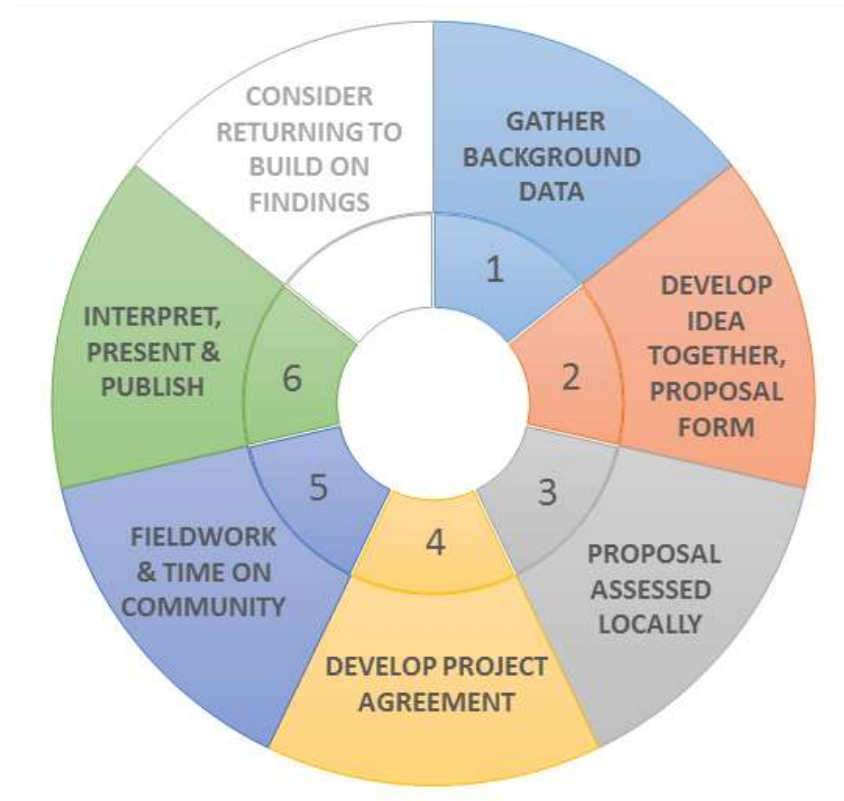 GATHER
BACKGROUND
DATA
1
DEVELOP
IDEA
TOGETHER,
PROPOSAL
FORM
2
PROPOSAL
ASSESSED
LOCALLY
3
DEVELOP PROJECT
AGREEMENT
4
FIELDWORK
& TIME ON
COMMUNITY
5
INTERPRET,
PRESENT &
PUBLISH
6
CONSIDER
RETURNING TO
BUILD ON
FINDINGS